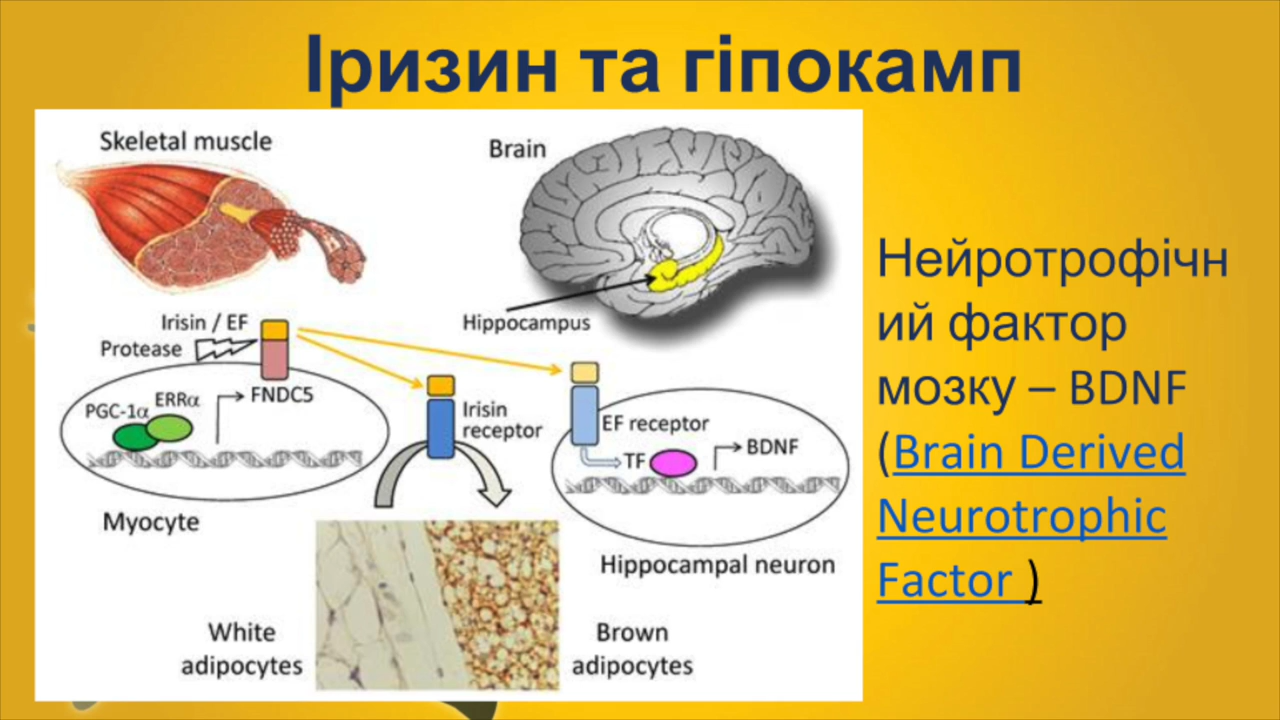 Іризин та гіпокамп
Skeletal muscle
Brain
Hippocampus
Irisin / EF
Protease
FNDC5
PGC-1α
ERRα
Irisin
receptor
EF receptor
TF
BDNF
Myocyte
Hippocampal neuron
White
adipocytes
Brown
adipocytes
Нейротрофічн
ий фактор
мозку – BDNF
(Brain Derived
Neurotrophic
Factor )